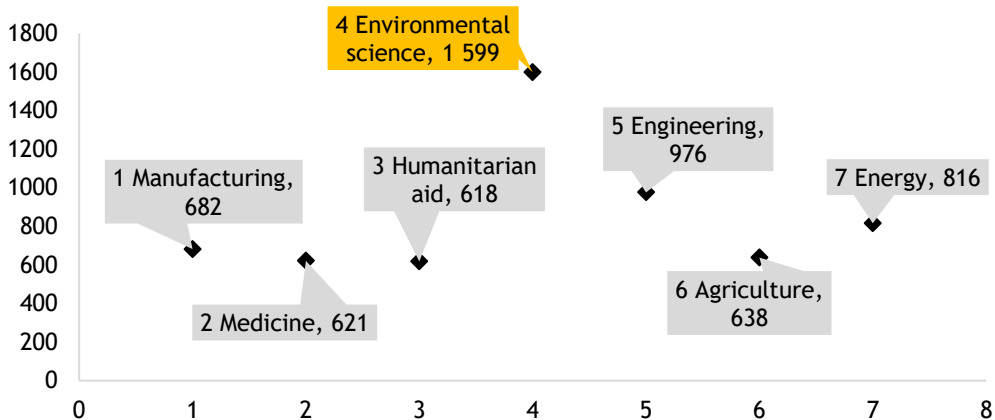 1800
1600
1400
1200
1000
800
600
400
200
0
4 Environmental
science, 1 599
5 Engineering,
976
1 Manufacturing,
682
3 Humanitarian
aid, 618
7 Energy, 816
2 Medicine, 621
6 Agriculture,
638
0 1 2 3 4 5 6 7 8